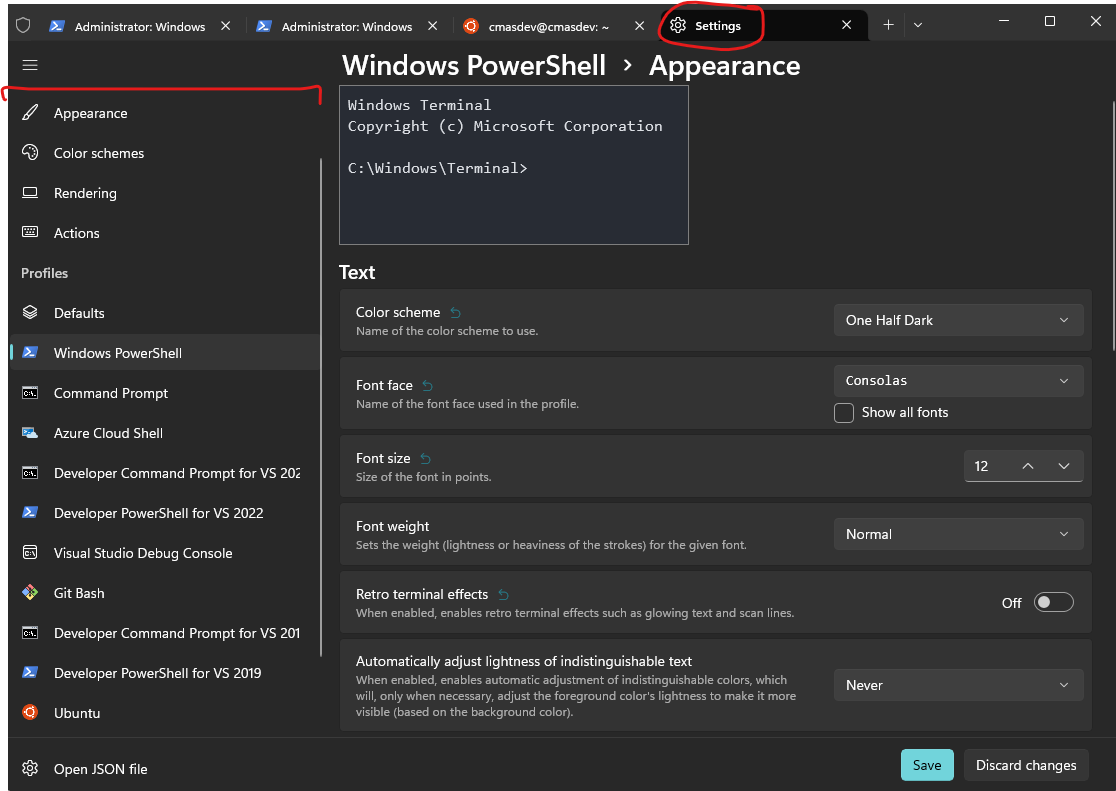 Administrator: Windows
Administrator: Windows
cmasdev@cmasdev: ~
Settings
Windows PowerShell > Appearance
Appearance
Color schemes
Rendering
Actions
Profiles
Defaults
Windows PowerShell
Command Prompt
Azure Cloud Shell
Developer Command Prompt for VS 202
Developer PowerShell for VS 2022
Visual Studio Debug Console
Git Bash
Developer Command Prompt for VS 201
Developer PowerShell for VS 2019
Ubuntu
Open JSON file
Windows Terminal
Copyright (c) Microsoft Corporation
C:\Windows\Terminal>
Text
Color scheme
Name of the color scheme to use.
One Half Dark
Font face
Name of the font face used in the profile.
Consolas
Show all fonts
Font size
Size of the font in points.
12
Font weight
Sets the weight (lightness or heaviness of the strokes) for the given font.
Normal
Retro terminal effects
When enabled, enables retro terminal effects such as glowing text and scan lines.
Off
Automatically adjust lightness of indistinguishable text
When enabled, enables automatic adjustment of indistinguishable colors, which
will, only when necessary, adjust the foreground color's lightness to make it more
visible (based on the background color).
Never
Save
Discard changes